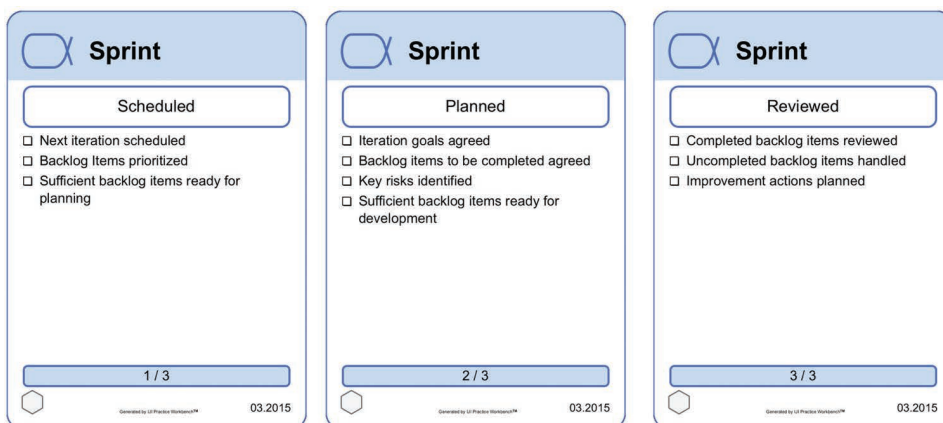 Sprint
Scheduled
❑ Next iteration scheduled
❑ Backlog Items prioritized
❑ Sufficient backlog items ready for
planning
1 / 3
Generated by IJI Practice Workbench™
03.2015
Sprint
Planned
❑ Iteration goals agreed
❑ Backlog items to be completed agreed
❑ Key risks identified
❑ Sufficient backlog items ready for
development
2 / 3
Generated by IJI Practice Workbench™
03.2015
Sprint
Reviewed
❑ Completed backlog items reviewed
❑ Uncompleted backlog items handled
❑ Improvement actions planned
3 / 3
Generated by IJI Practice Workbench™
03.2015